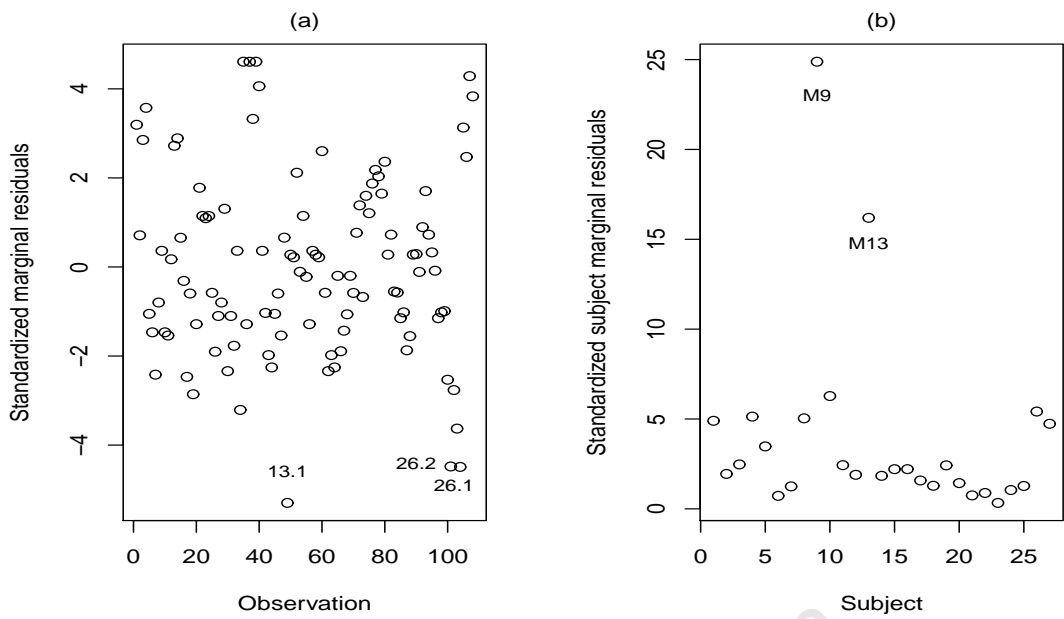 (a)
Standardized marginal residuals
4
2
0
−2
−4
13.1
26.2
26.1
0 20 40 60 80 100
Observation
(b)
Standardized subject marginal residuals
25
20
15
10
5
0
M9
M13
0 5 10 15 20 25
Subject